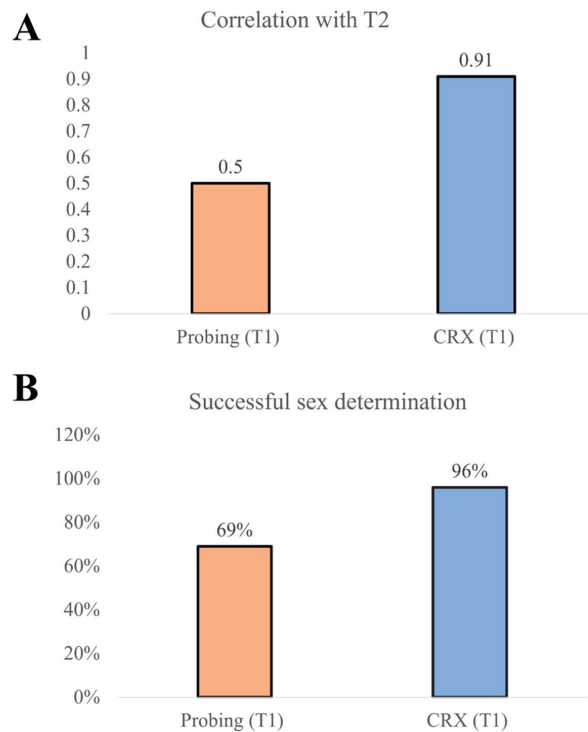 A
Correlation with T2
1
0.9
0.8
0.7
0.6
0.5
0.4
0.3
0.2
0.1
0
0.5
0.91
Probing (T1)
CRX (T1)
B
Successful sex determination
120%
100%
80%
60%
40%
20%
0%
69%
96%
Probing (T1)
CRX (T1)